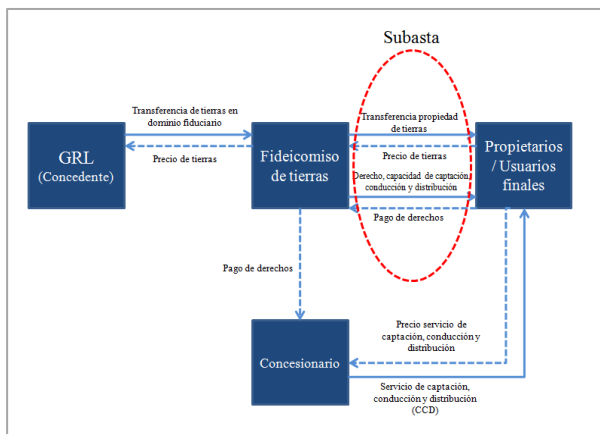 Subasta
Transferencia de tierras en
dominio fiduciario
Precio de tierras
GRL
(Concedente)
Fideicomiso
de tierras
Transferencia propiedad
de tierras
Precio de tierras
Derecho, capacidad de captación,
conducción y distribución
Pago de derechos
Propietarios
/ Usuarios
finales
Pago de derechos
Precio servicio de
captación, conducción y
distribución
Concesionario
Servicio de captación,
conducción y distribución
(CCD)